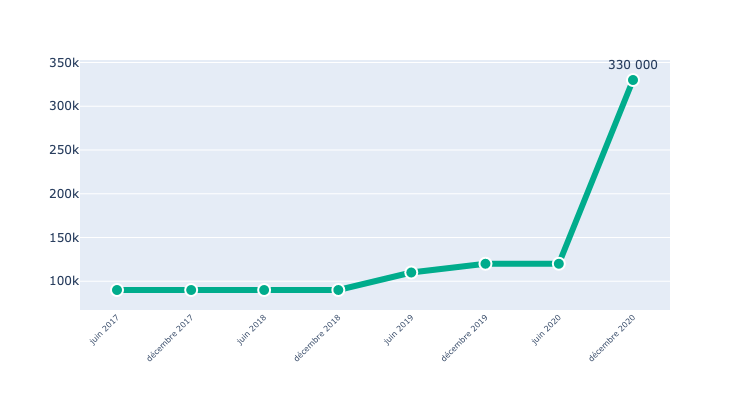 350k
330 000
300k
250k
200k
150k
100k
juin 2017
décembre 2017
juin 2018
décembre 2018
juin 2019
décembre 2019
juin 2020
décembre 2020